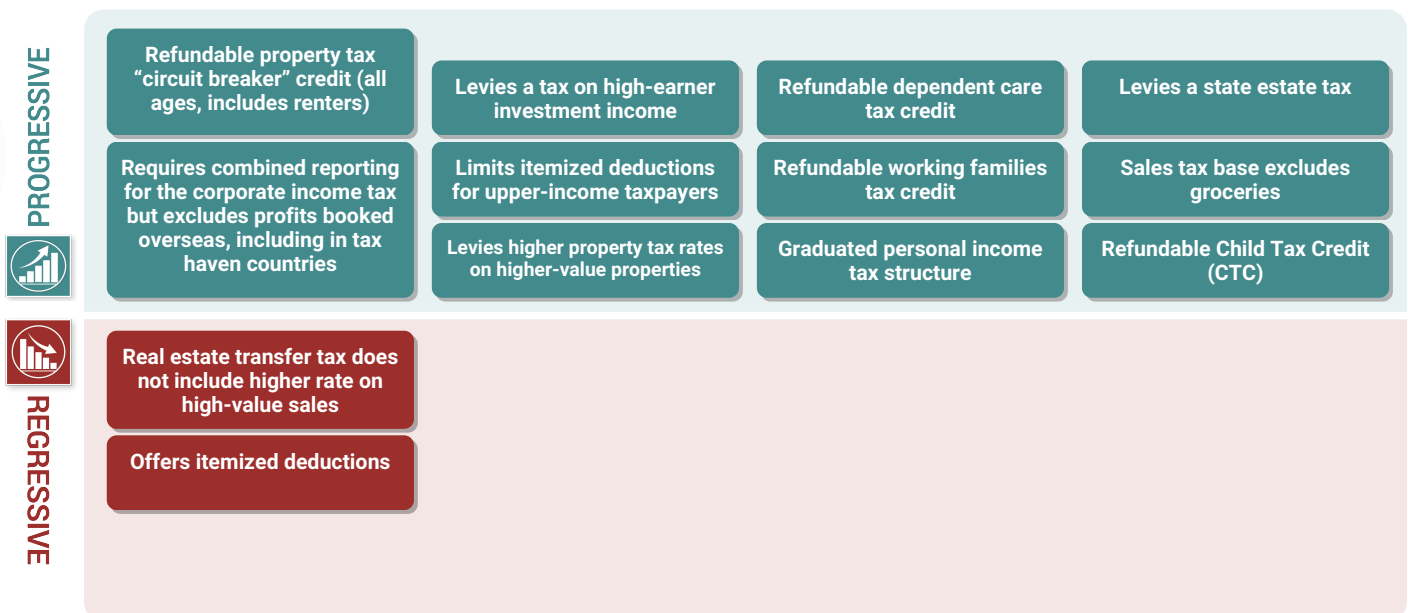 PROGRESSIVE
Refundable property tax
“circuit breaker” credit (all
ages, includes renters)
Levies a tax on high-earner
investment income
Refundable dependent care
tax credit
Levies a state estate tax
Requires combined reporting
for the corporate income tax
but excludes profits booked
overseas, including in tax
haven countries
Limits itemized deductions
for upper-income taxpayers
Refundable working families
tax credit
Sales tax base excludes
groceries
Levies higher property tax rates
on higher-value properties
Graduated personal income
tax structure
Refundable Child Tax Credit
(CTC)
REGRESSIVE
Real estate transfer tax does
not include higher rate on
high-value sales
Offers itemized deductions